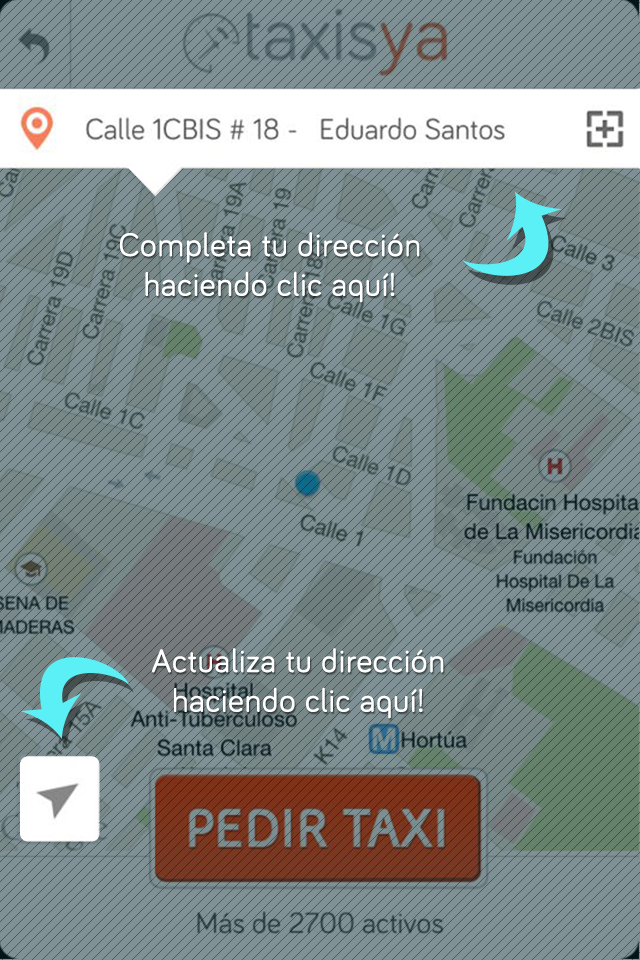 taxisya
Calle 1CBIS # 18 - Eduardo Santos
Carrera 19A
Carrera 19
Carrera
Carrera
Completa tu dirección
haciendo clic aquí!
Calle 3
Carrera 19D
Carrera 19C
Calle 1G
Calle 2BIS
Calle 1F
Calle 1C
Calle 1D
H
Fundacin Hospita
de La Misericordia
Fundación
Hospital De La
Misericordia
Calle 1
SENA DE
MADERAS
Actualiza tu dirección
haciendo clic aquí!
Hospital
Anti-Tuberculoso
Santa Clara
15A
K14
M Hortúa
PEDIR TAXI
Más de 2700 activos